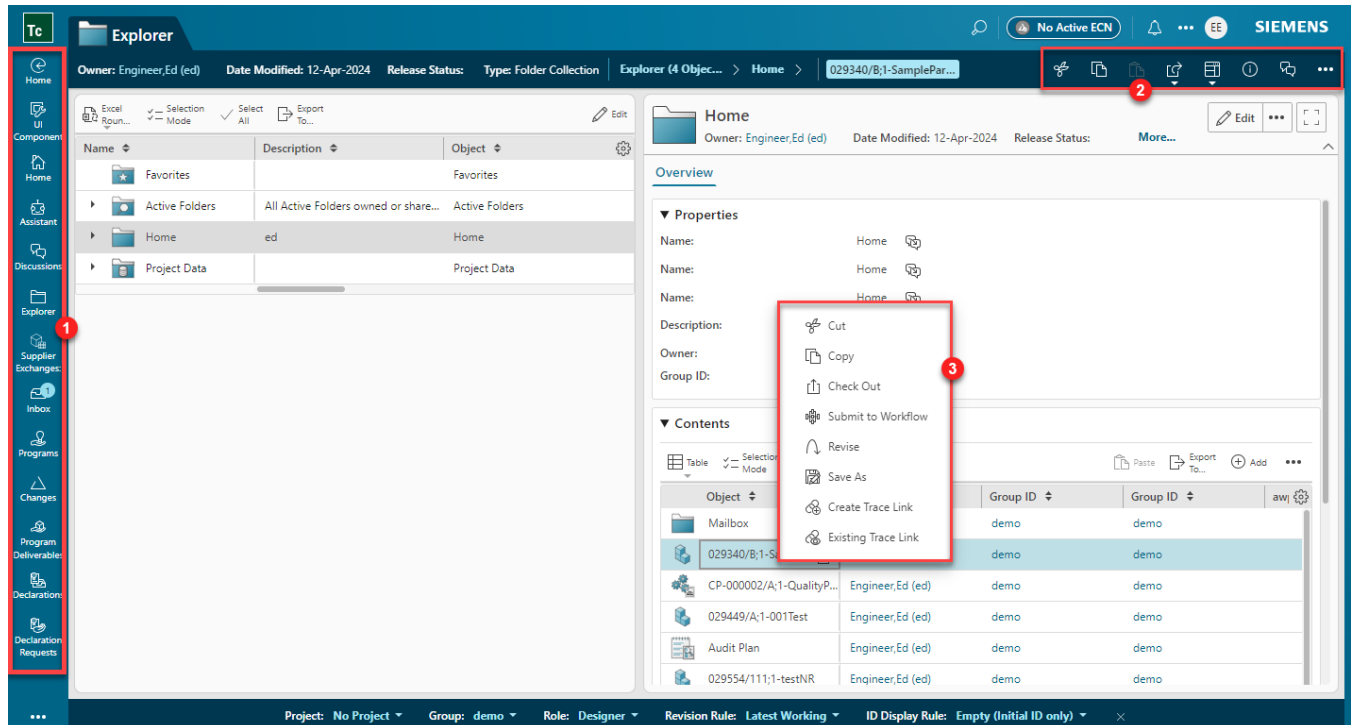 Tc
Explorer
No Active ECN
EE
SIEMENS
Owner: Engineer,Ed (ed) Date Modified: 12-Apr-2024 Release Status: Type: Folder Collection Explorer (4 Objec... > Home > 029340/B;1-SamplePar...
2
Home
UI
Component
Home
Assistant
Discussions
Explorer
1
Supplier
Exchanges
1
Inbox
Programs
Changes
Program
Deliverables
Declarations
Declaration
Requests
Excel
Roun...
Selection
Mode
Select
All
Export
To...
Edit
Name Description Object
Favorites Favorites
Active Folders All Active Folders owned or share... Active Folders
Home ed Home
Project Data Project Data
Home
Owner: Engineer,Ed (ed) Date Modified: 12-Apr-2024 Release Status: More...
Edit
Overview
Properties
Name: Home
Name: Home
Name: Home
Description:
Owner:
Group ID:
Cut
Copy
3
Check Out
Submit to Workflow
Revise
Save As
Create Trace Link
Existing Trace Link
Contents
Table
Selection
Mode
Paste
Export
To...
Add
Object Group ID Group ID awp
Mailbox demo demo
029340/B;1-Sa demo demo
CP-000002/A;1-QualityP... Engineer,Ed (ed) demo demo
029449/A;1-001Test Engineer,Ed (ed) demo demo
Audit Plan Engineer,Ed (ed) demo demo
029554/111;1-testNR Engineer,Ed (ed) demo demo
Project: No Project Group: demo Role: Designer Revision Rule: Latest Working ID Display Rule: Empty (Initial ID only)